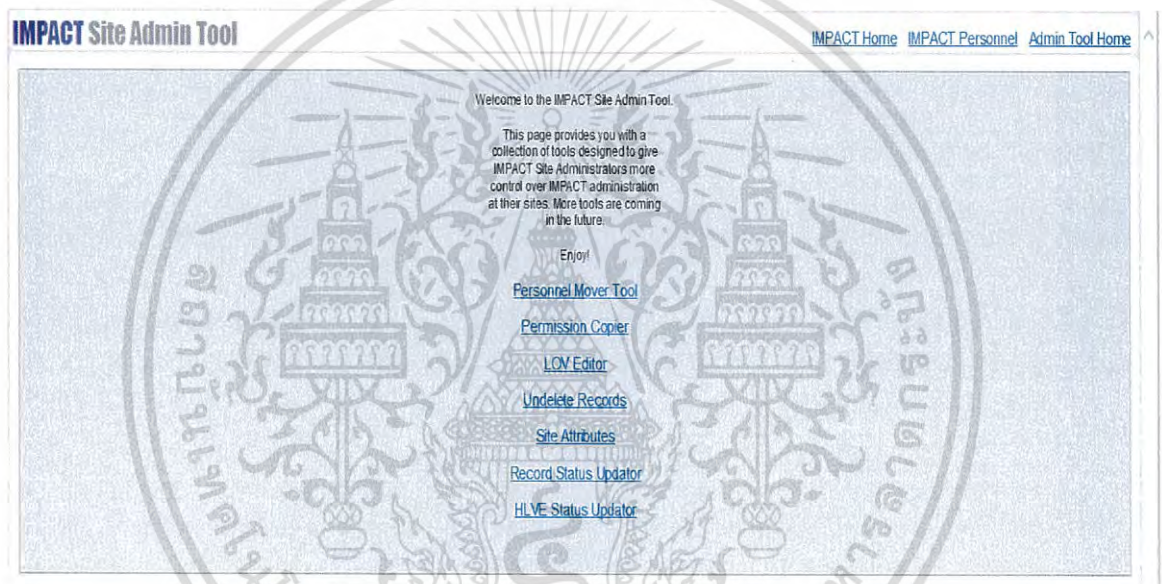 IMPACT Site Admin Tool
IMPACT Home IMPACT Personnel Admin Tool Home
Welcome to the IMPACT Site Admin Tool.
This page provides you with a
collection of tools designed to give
IMPACT Site Administrators more
control over IMPACT administration
at their sites. More tools are coming
in the future.
Enjoy!
Personnel Mover Tool
Permission Copier
LOV Editor
Undelete Records
Site Attributes
Record Status Updator
HLVE Status Updator